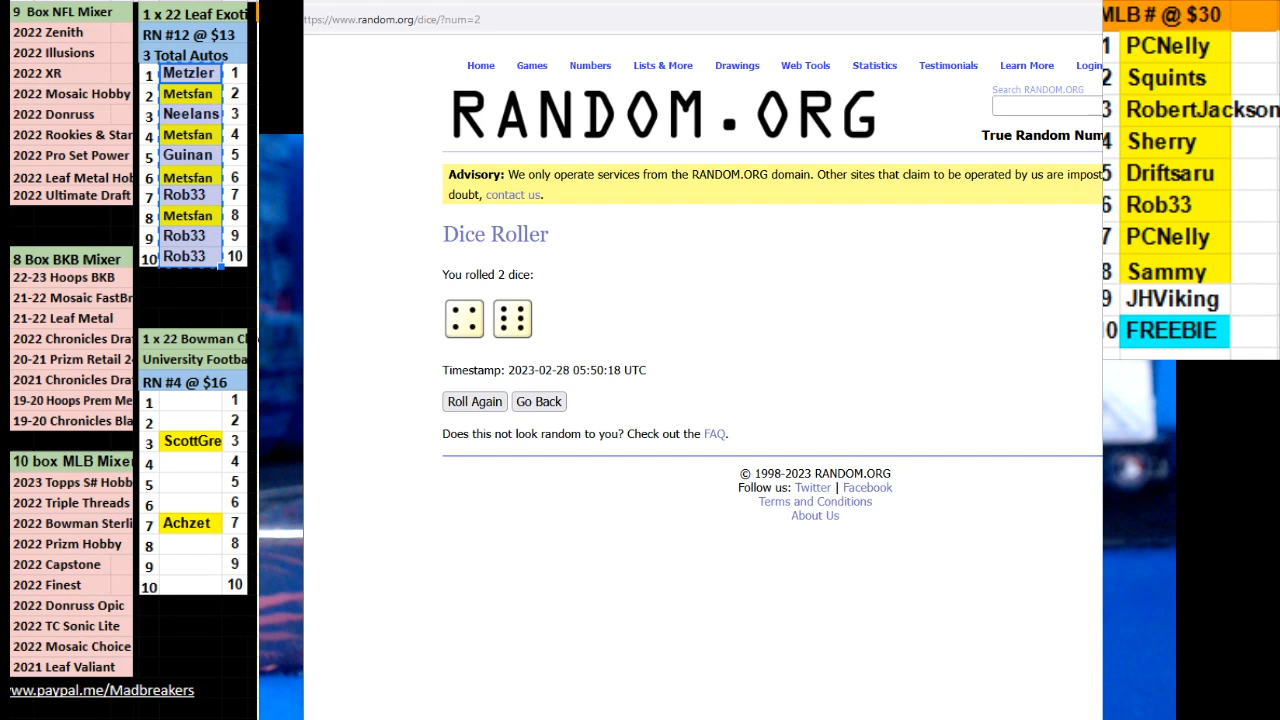 9 Box NFL Mixer
2022 Zenith
2022 Illusions
2022 XR
2022 Mosaic Hobby
2022 Donruss
2022 Rookies & Star
2022 Pro Set Power
2022 Leaf Metal Hob
2022 Ultimate Draft
8 Box BKB Mixer
22-23 Hoops BKB
21-22 Mosaic FastBr
21-22 Leaf Metal
2022 Chronicles Dra
20-21 Prizm Retail 2
2021 Chronicles Dra
19-20 Hoops Prem Me
19-20 Chronicles Bla
10 box MLB Mixe
2023 Topps S# Hobb
2022 Triple Threads
2022 Bowman Sterli
2022 Prizm Hobby
2022 Capstone
2022 Finest
2022 Donruss Opic
2022 TC Sonic Lite
2022 Mosaic Choice
2021 Leaf Valiant
ww.paypal.me/Madbreakers
1 x 22 Leaf Exoti
RN #12 @ $13
3 Total Autos
1 Metzler 1
2 Metsfan 2
3 Neelans 3
4 Metsfan 4
5 Guinan 5
6 Metsfan 6
7 Rob33 7
8 Metsfan 8
9 Rob33 9
10 Rob33 10
1 x 22 Bowman C
University Footba
RN #4 @ $16
1 1
2 2
3 ScottGre 3
4 4
5 5
6 6
7 Achzet 7
8 8
9 9
10 10
ttps://www.random.org/dice/?num=2
Home Games Numbers Lists & More Drawings Web Tools Statistics Testimonials Learn More Login
Search RANDOM.ORG
RANDOM.ORG
True Random Num
Advisory: We only operate services from the RANDOM.ORG domain. Other sites that claim to be operated by us are impost
doubt, contact us.
Dice Roller
You rolled 2 dice:
Timestamp: 2023-02-28 05:50:18 UTC
Roll Again Go Back
Does this not look random to you? Check out the FAQ.
© 1998-2023 RANDOM.ORG
Follow us: Twitter | Facebook
Terms and Conditions
About Us
MLB # @ $30
1 PCNelly
2 Squints
3 RobertJackson
4 Sherry
5 Driftsaru
6 Rob33
7 PCNelly
8 Sammy
9 JHViking
0 FREEBIE